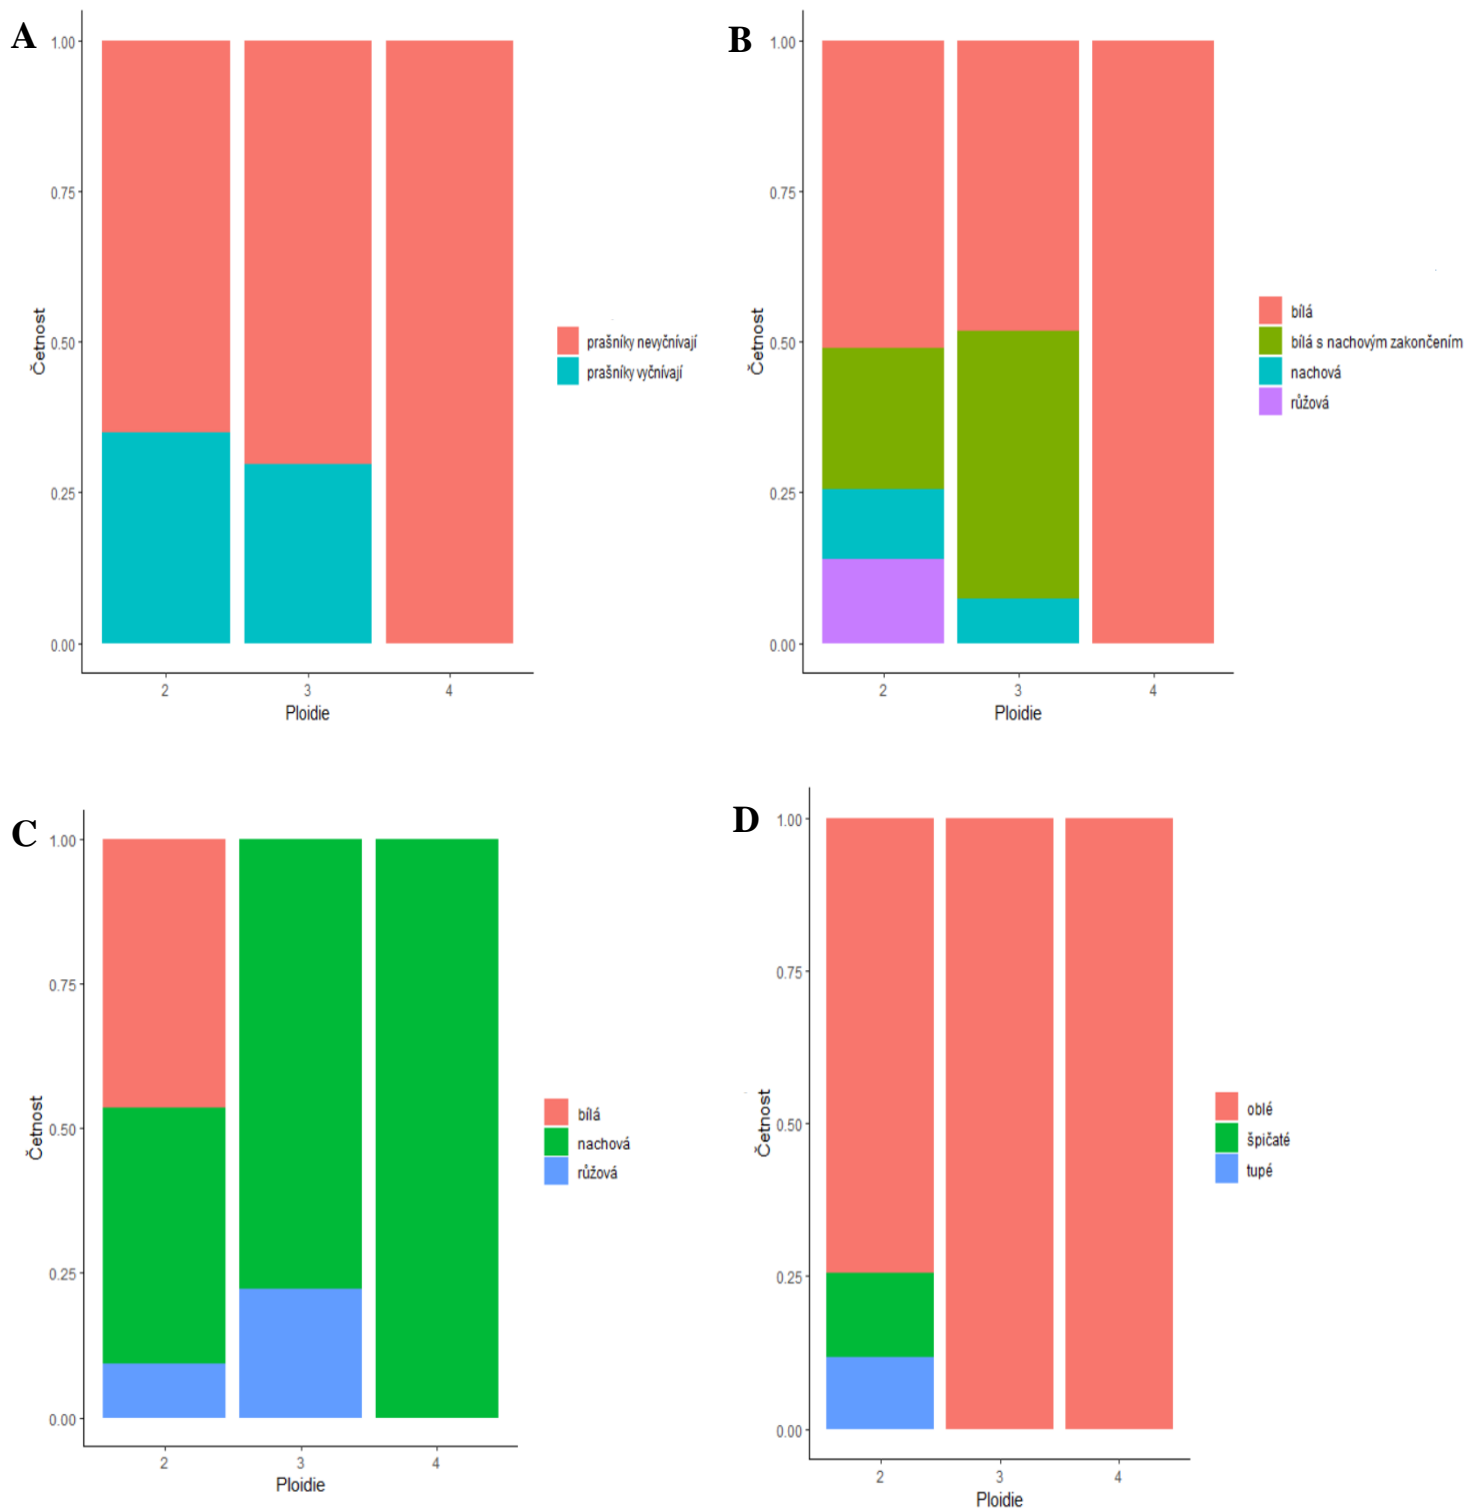 A
1.00
0.75
0.50
0.25
0.00
Četnost
2 3 4
Ploidie
prašníky nevyčnívají
prašníky vyčnívají
B
1.00
0.75
0.50
0.25
0.00
Četnost
2 3 4
Ploidie
bílá
bílá s nachovým zakončením
nachová
růžová
C
1.00
0.75
0.50
0.25
0.00
Četnost
2 3 4
Ploidie
bílá
nachová
růžová
D
1.00
0.75
0.50
0.25
0.00
Četnost
2 3 4
Ploidie
oblé
špičaté
tupé